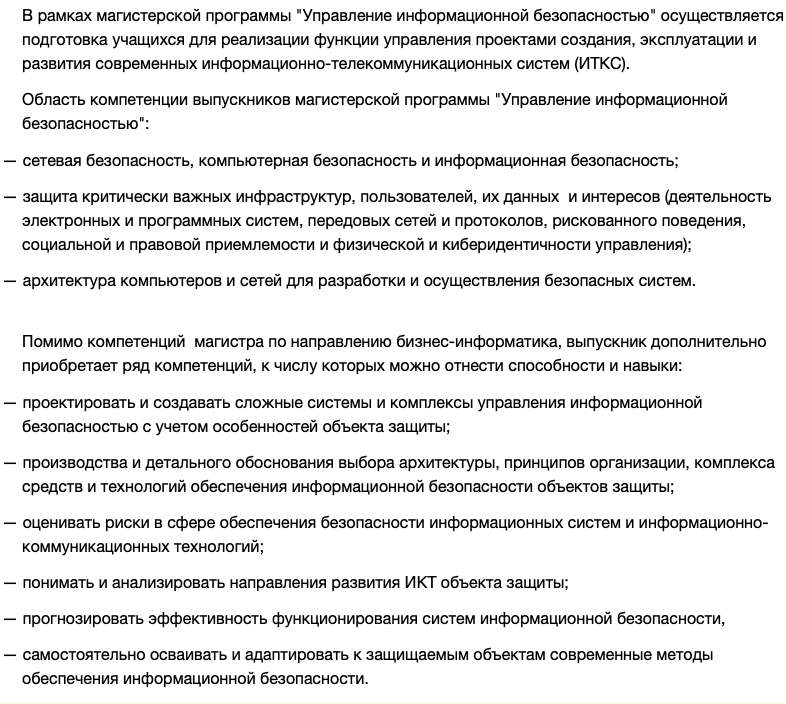 В рамках магистерской программы "Управление информационной безопасностью" осуществляется
подготовка учащихся для реализации функции управления проектами создания, эксплуатации и
развития современных информационно-телекоммуникационных систем (ИТКС).
Область компетенции выпускников магистерской программы "Управление информационной
безопасностью":
— сетевая безопасность, компьютерная безопасность и информационная безопасность;
— защита критически важных инфраструктур, пользователей, их данных  и интересов (деятельность
электронных и программных систем, передовых сетей и протоколов, рискованного поведения,
социальной и правовой приемлемости и физической и киберидентичности управления);
— архитектура компьютеров и сетей для разработки и осуществления безопасных систем.
Помимо компетенций  магистра по направлению бизнес-информатика, выпускник дополнительно
приобретает ряд компетенций, к числу которых можно отнести способности и навыки:
— проектировать и создавать сложные системы и комплексы управления информационной
безопасностью с учетом особенностей объекта защиты;
— производства и детального обоснования выбора архитектуры, принципов организации, комплекса
средств и технологий обеспечения информационной безопасности объектов защиты;
— оценивать риски в сфере обеспечения безопасности информационных систем и информационно-
коммуникационных технологий;
— понимать и анализировать направления развития ИКТ объекта защиты;
— прогнозировать эффективность функционирования систем информационной безопасности,
— самостоятельно осваивать и адаптировать к защищаемым объектам современные методы
обеспечения информационной безопасности.